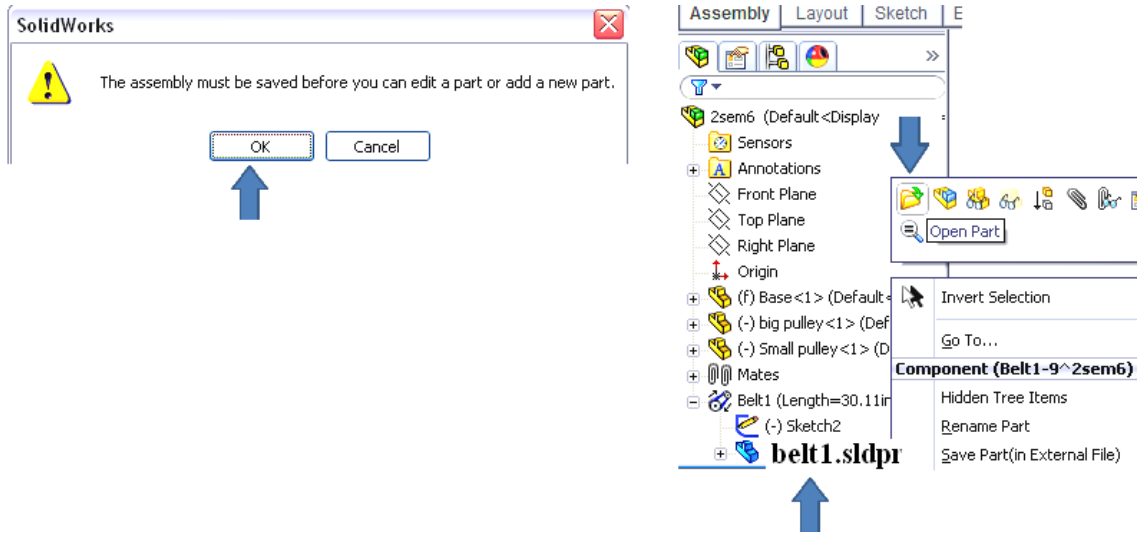 SolidWorks
The assembly must be saved before you can edit a part or add a new part.
OK Cancel
Assembly Layout Sketch E
2sem6 (Default<Display
Sensors
Annotations
Front Plane
Top Plane
Right Plane
Origin
(f) Base<1> (Default<
(-) big pulley<1> (Def
(-) Small pulley<1> (D
Mates
Belt1 (Length=30.11in
(-) Sketch2
belt1.sldpr
Open Part
Invert Selection
Go To...
Component (Belt1-9^2sem6)
Hidden Tree Items
Rename Part
Save Part(in External File)